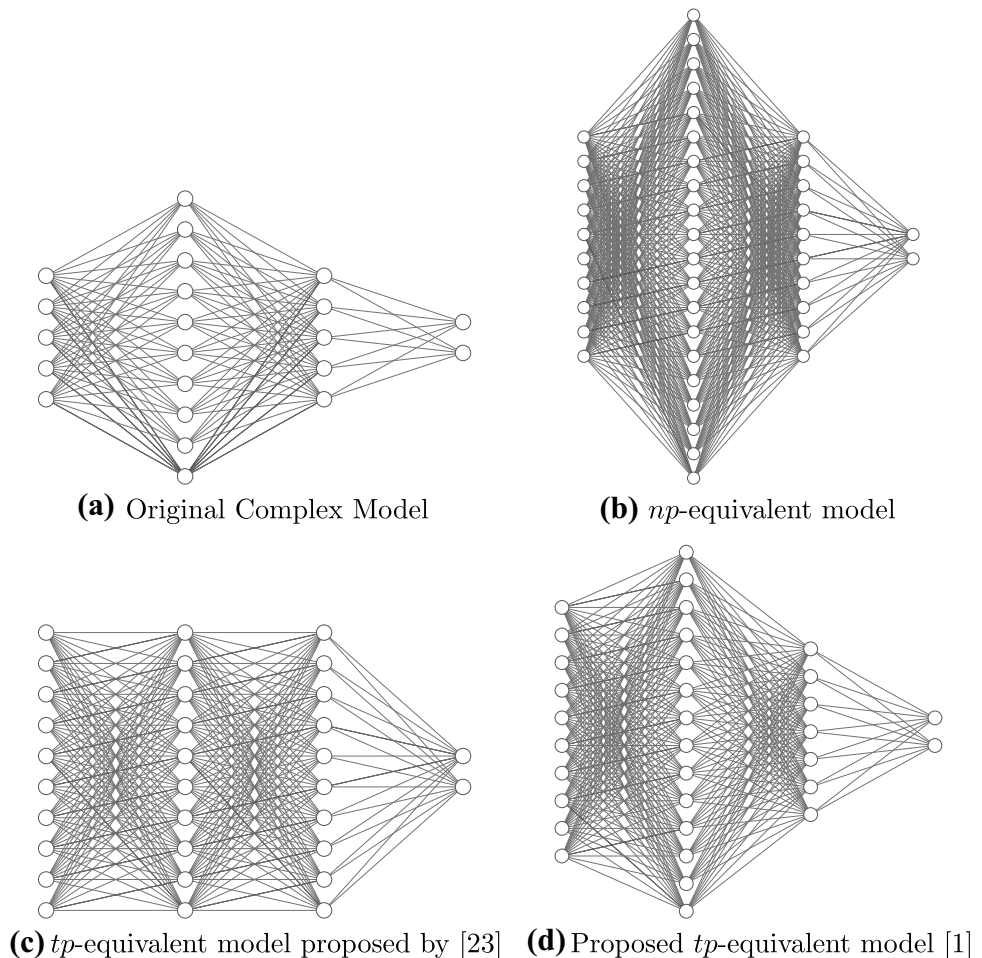 (a) Original Complex Model
(b) np-equivalent model
(c) tp-equivalent model proposed by [23]
(d) Proposed tp-equivalent model [1]